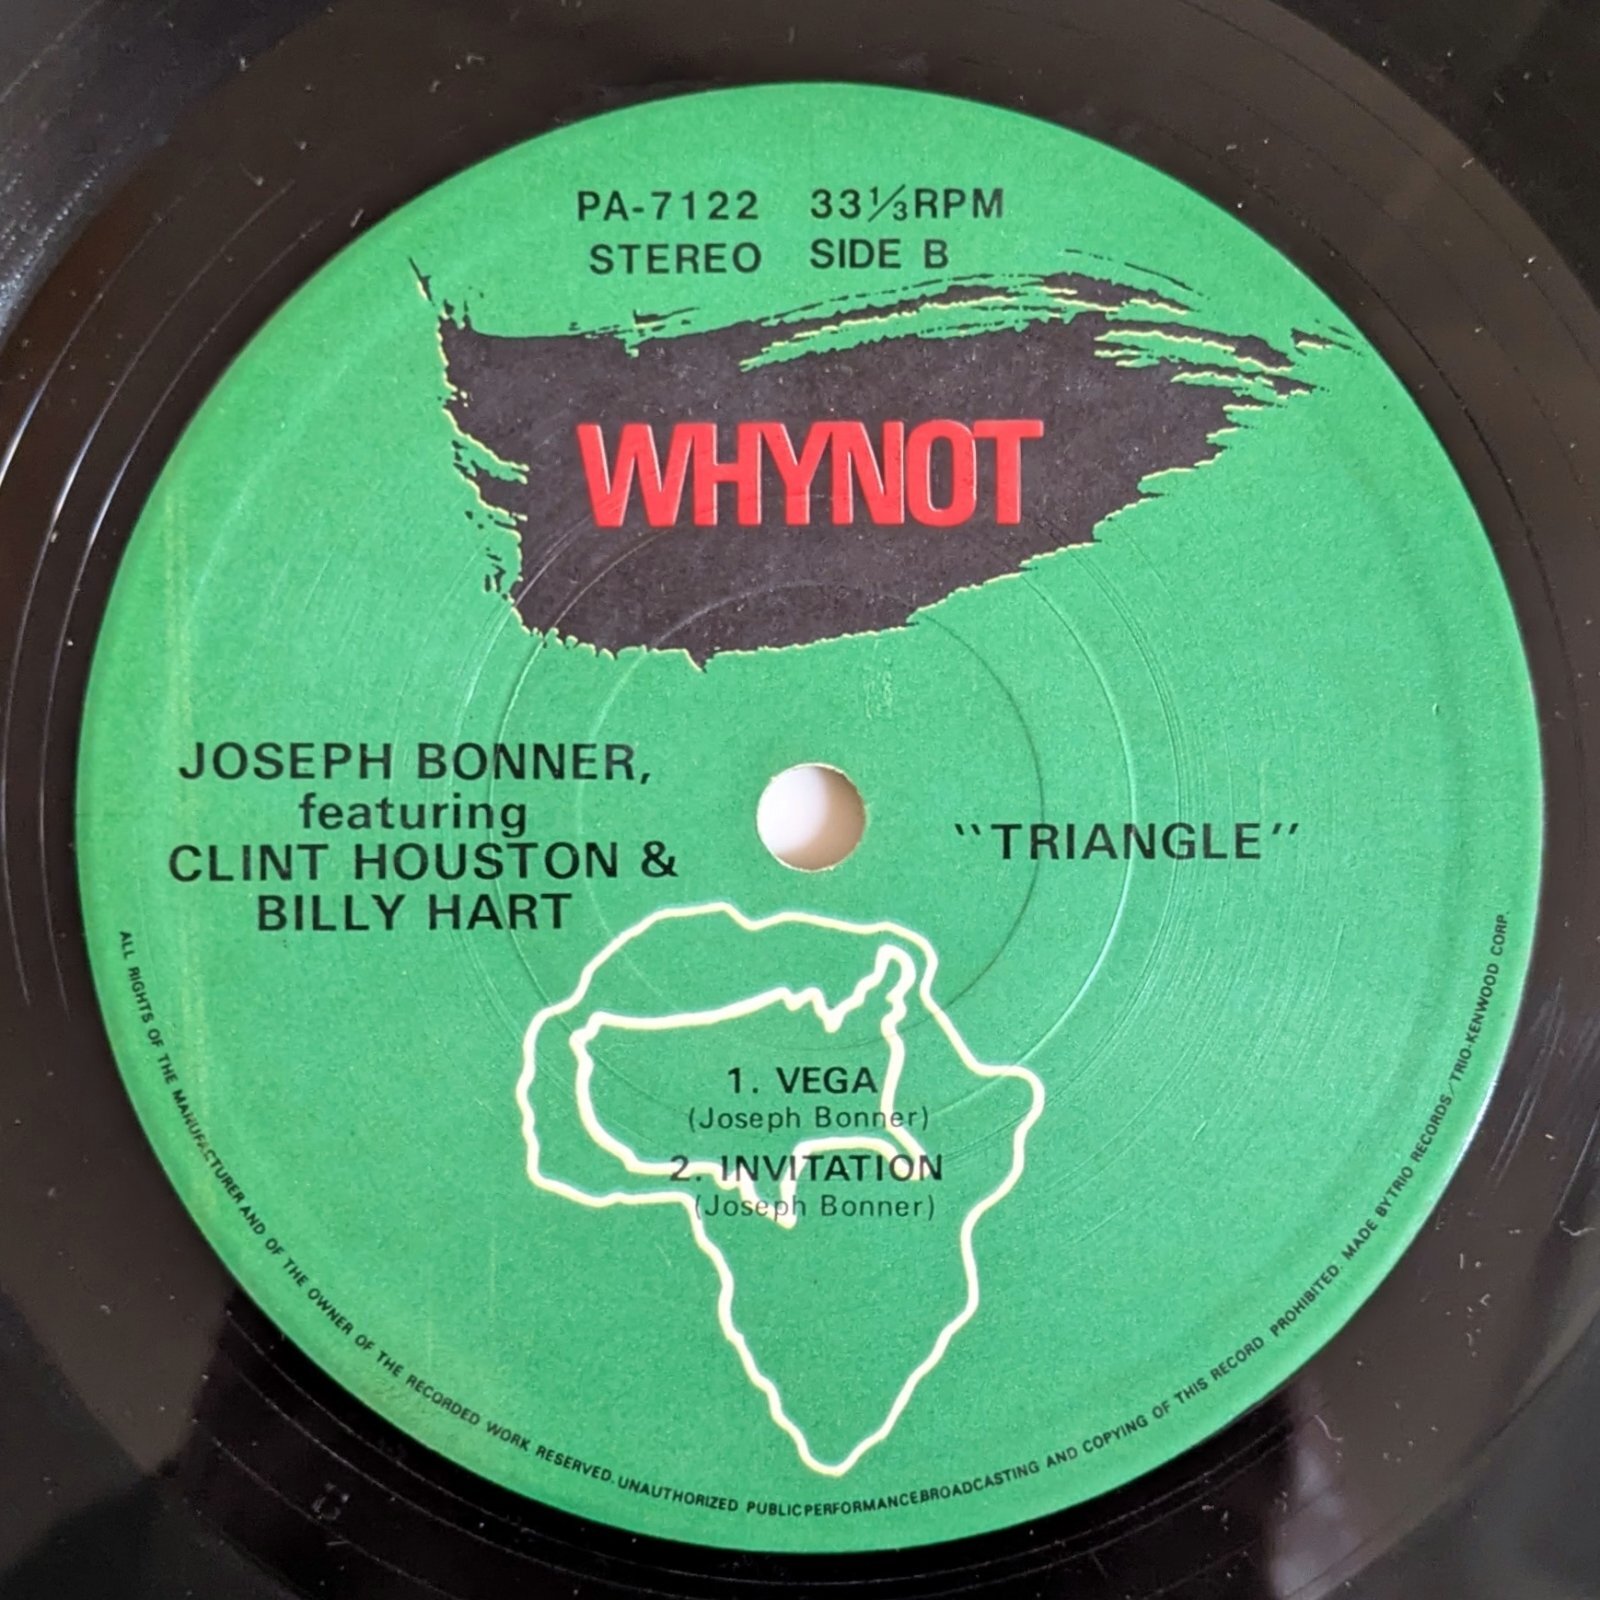 PA-7122 33⅓RPM
STEREO SIDE B
WHYNOT
JOSEPH BONNER,
featuring
CLINT HOUSTON &
BILLY HART
"TRIANGLE"
1. VEGA
(Joseph Bonner)
2. INVITATION
(Joseph Bonner)
ALL RIGHTS OF THE MANUFACTURER AND OF THE OWNER OF THE RECORDED WORK RESERVED. UNAUTHORIZED PUBLIC PERFORMANCE.BROADCASTING AND COPYING OF THIS RECORD PROHIBITED. MADE BY TRIO RECORDS/TRIO-KENWOOD CORP.